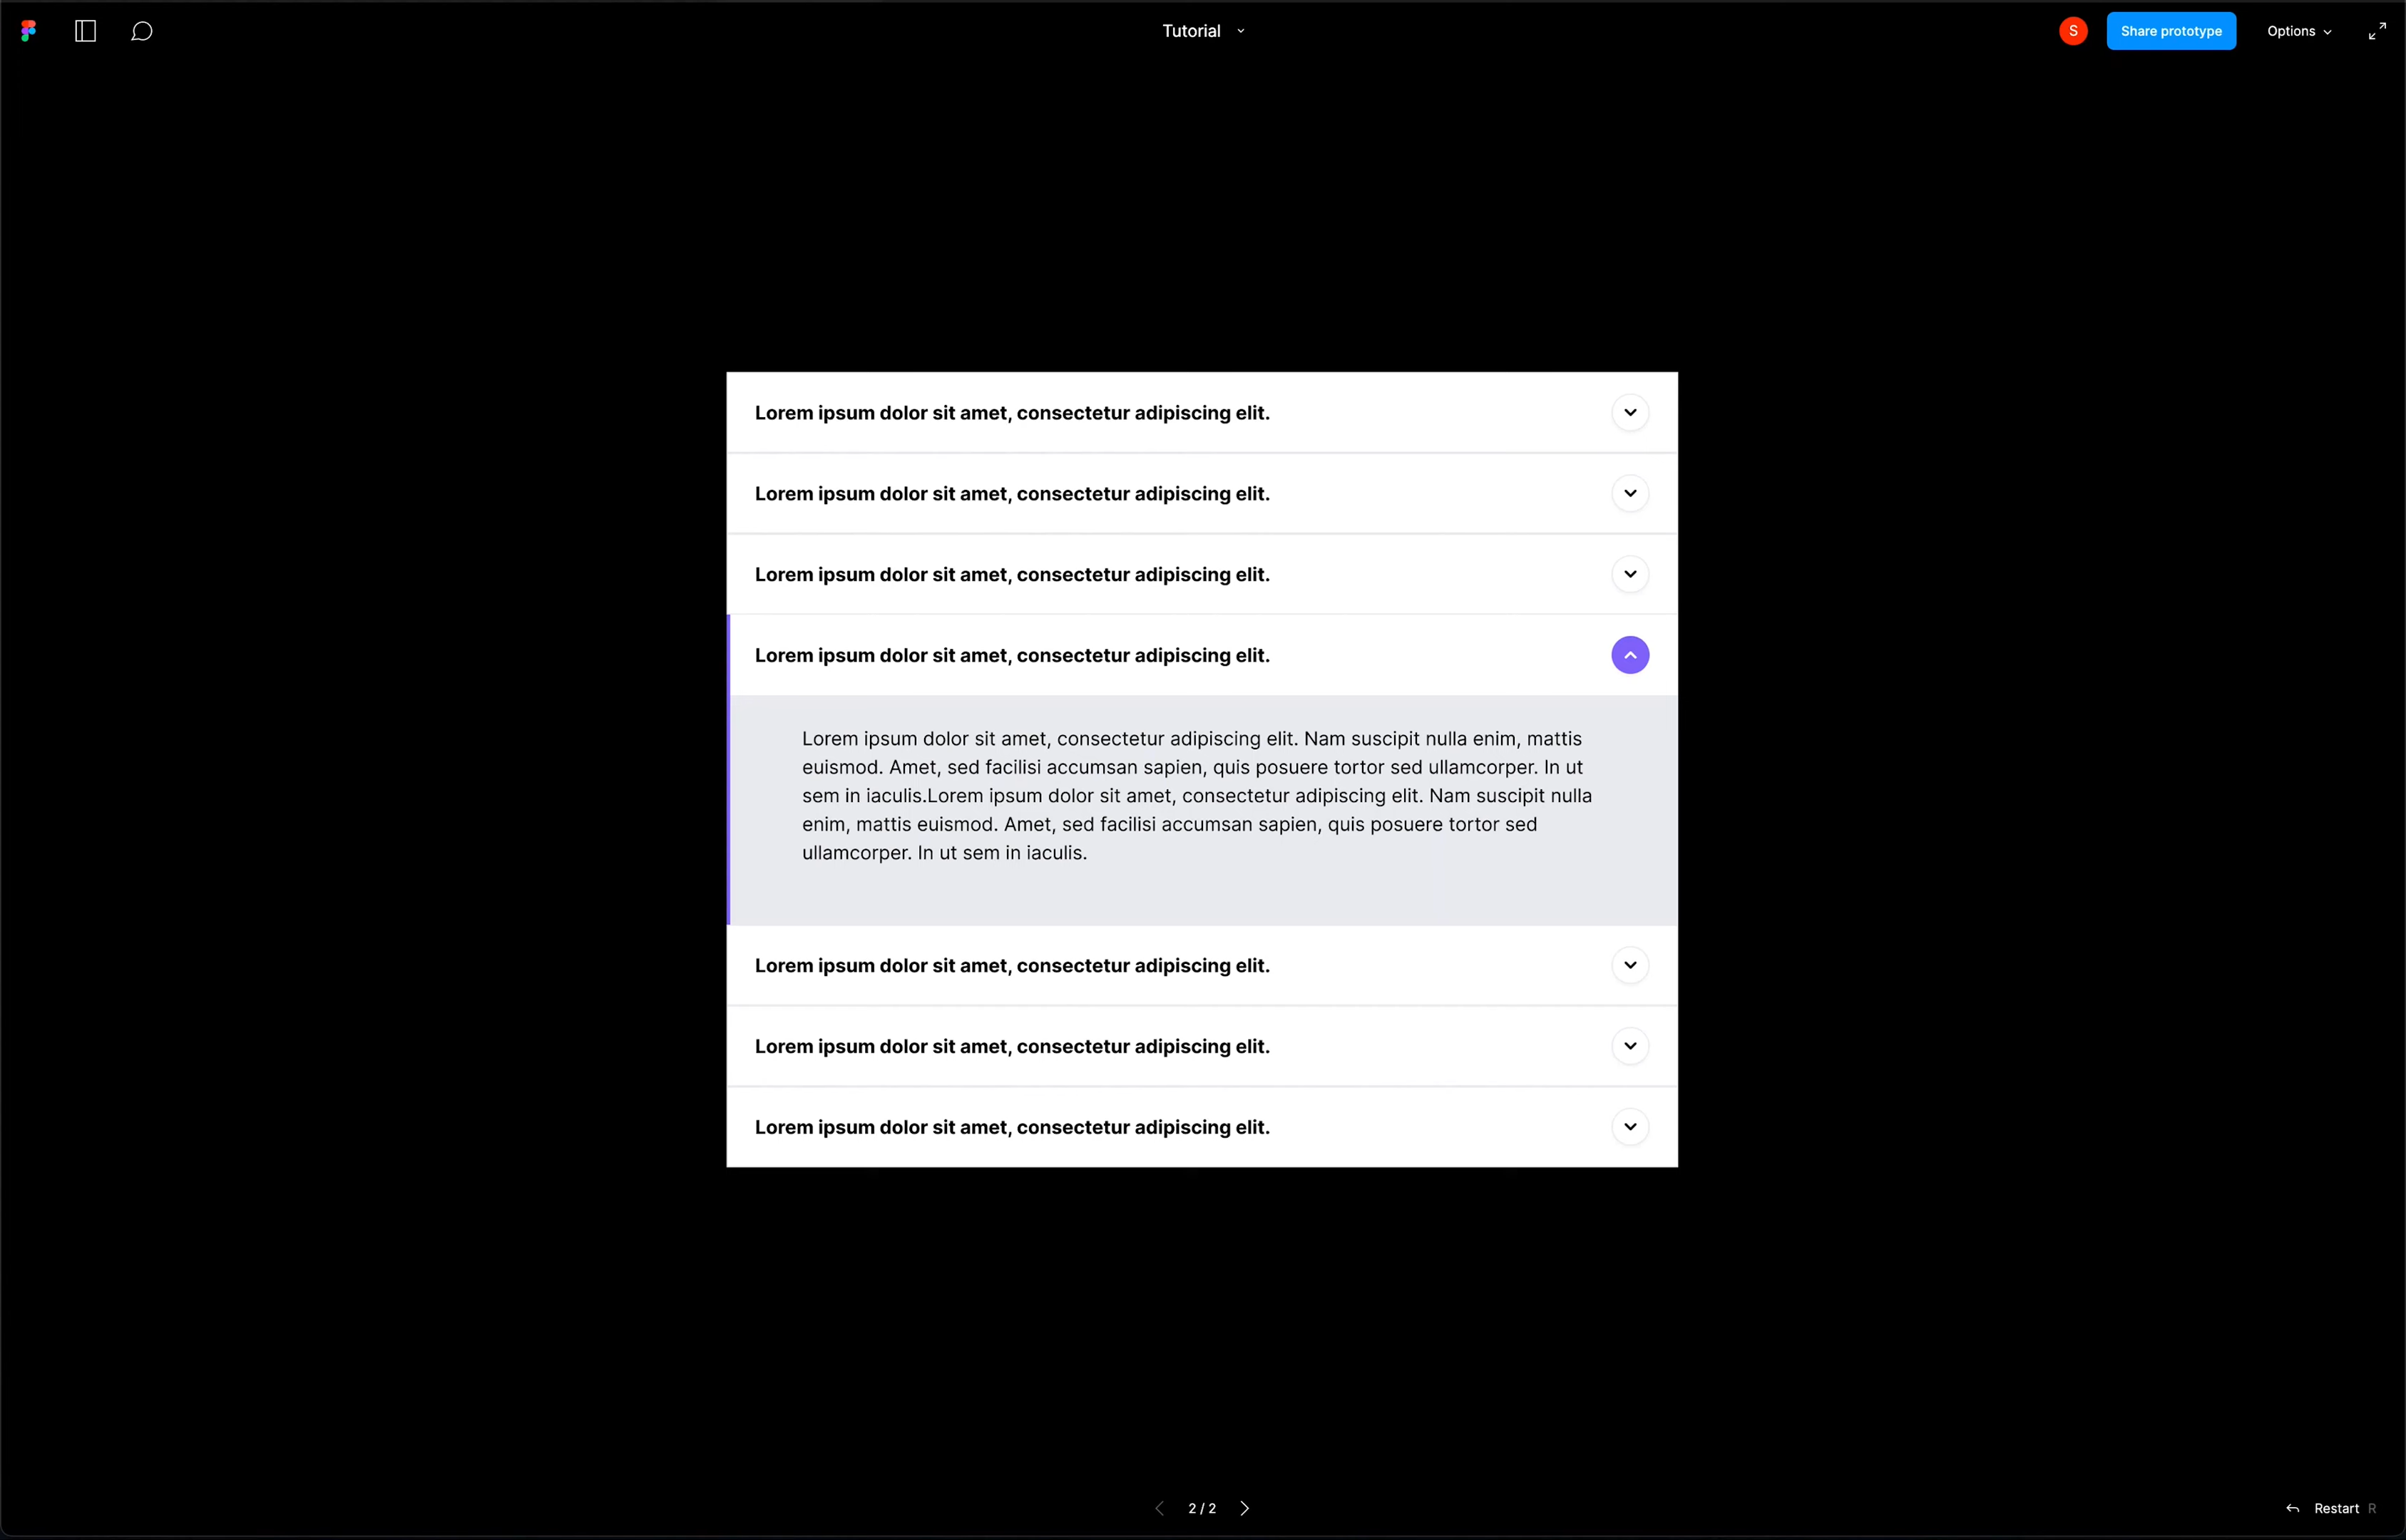 Tutorial
S
Share prototype
Options
Lorem ipsum dolor sit amet, consectetur adipiscing elit.
Lorem ipsum dolor sit amet, consectetur adipiscing elit.
Lorem ipsum dolor sit amet, consectetur adipiscing elit.
Lorem ipsum dolor sit amet, consectetur adipiscing elit.
Lorem ipsum dolor sit amet, consectetur adipiscing elit. Nam suscipit nulla enim, mattis
euismod. Amet, sed facilisi accumsan sapien, quis posuere tortor sed ullamcorper. In ut
sem in iaculis.Lorem ipsum dolor sit amet, consectetur adipiscing elit. Nam suscipit nulla
enim, mattis euismod. Amet, sed facilisi accumsan sapien, quis posuere tortor sed
ullamcorper. In ut sem in iaculis.
Lorem ipsum dolor sit amet, consectetur adipiscing elit.
Lorem ipsum dolor sit amet, consectetur adipiscing elit.
Lorem ipsum dolor sit amet, consectetur adipiscing elit.
2 / 2
Restart R